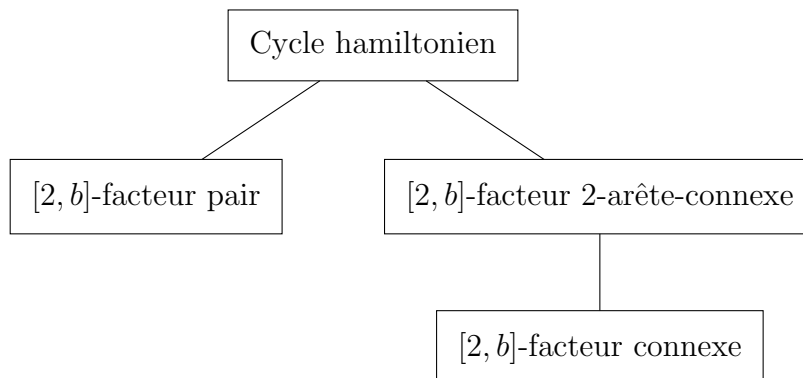 Cycle hamiltonien
[2, b]-facteur pair
[2, b]-facteur 2-arête-connexe
[2, b]-facteur connexe